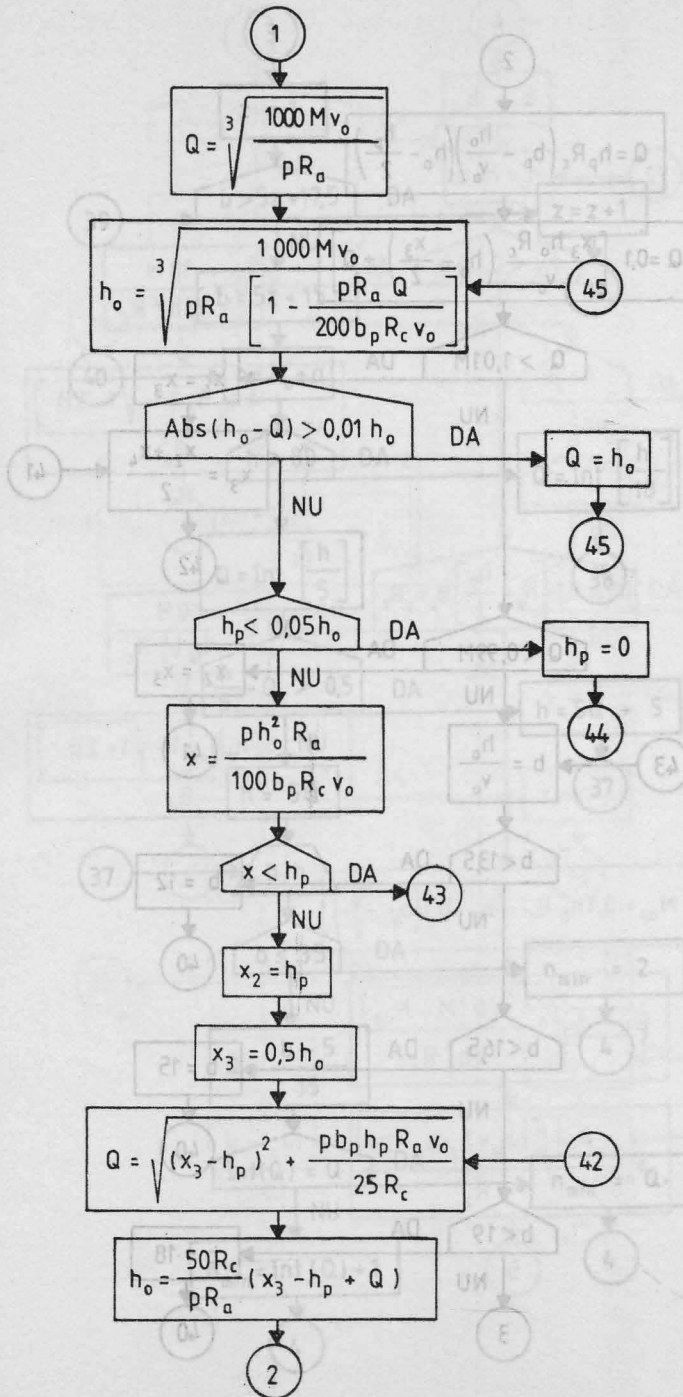 1
Q = ∛(1000 M v₀ / p Rₐ)
h₀ = ∛(1000 M v₀ / p Rₐ [1 - p Rₐ Q / 200 bₚ R꜀ v₀])
45
Abs(h₀-Q) > 0,01 h₀
DA
Q = h₀
45
NU
hₚ < 0,05 h₀
DA
hₚ = 0
44
NU
x = p h₀² Rₐ / 100 bₚ R꜀ v₀
x < hₚ
DA
43
NU
x₂ = hₚ
x₃ = 0,5 h₀
Q = √((x₃-hₚ)² + p bₚ hₚ Rₐ v₀ / 25 R꜀)
42
h₀ = 50 R꜀ / p Rₐ (x₃ - hₚ + Q)
2